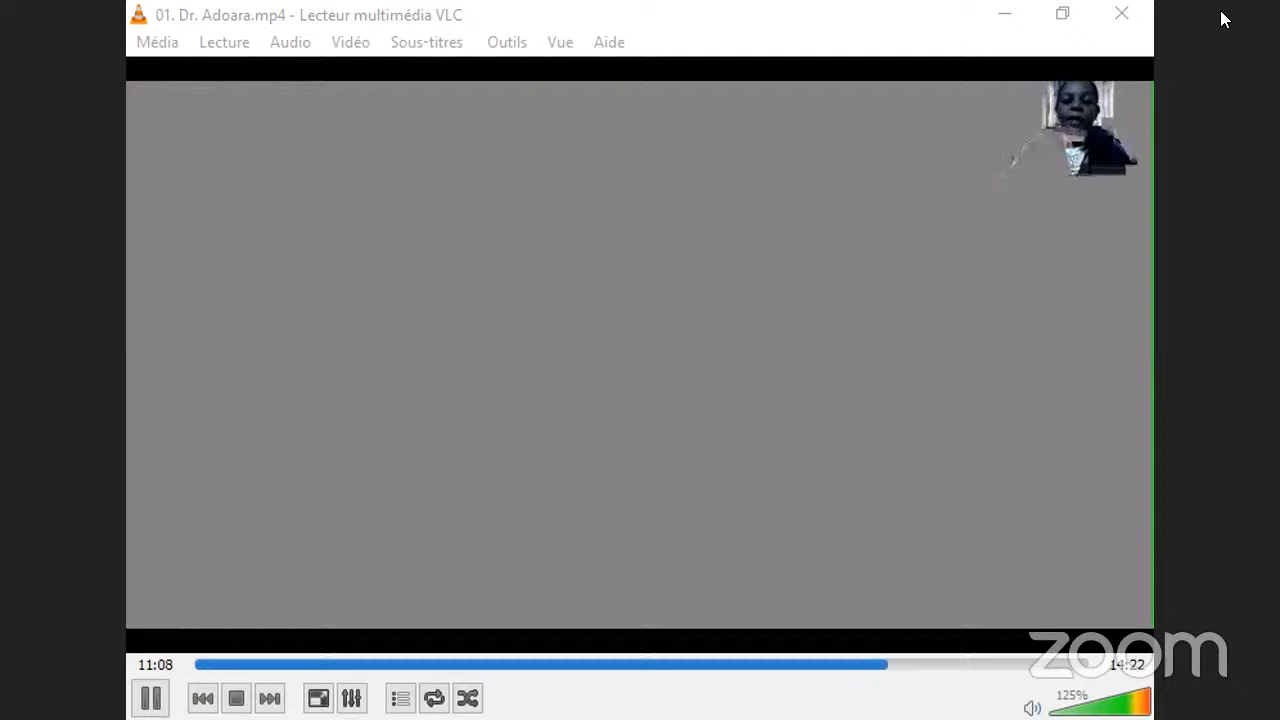 01. Dr. Adoara.mp4 - Lecteur multimédia VLC
Média Lecture Audio Vidéo Sous-titres Outils Vue Aide
11:08
14:22
zoom
125%